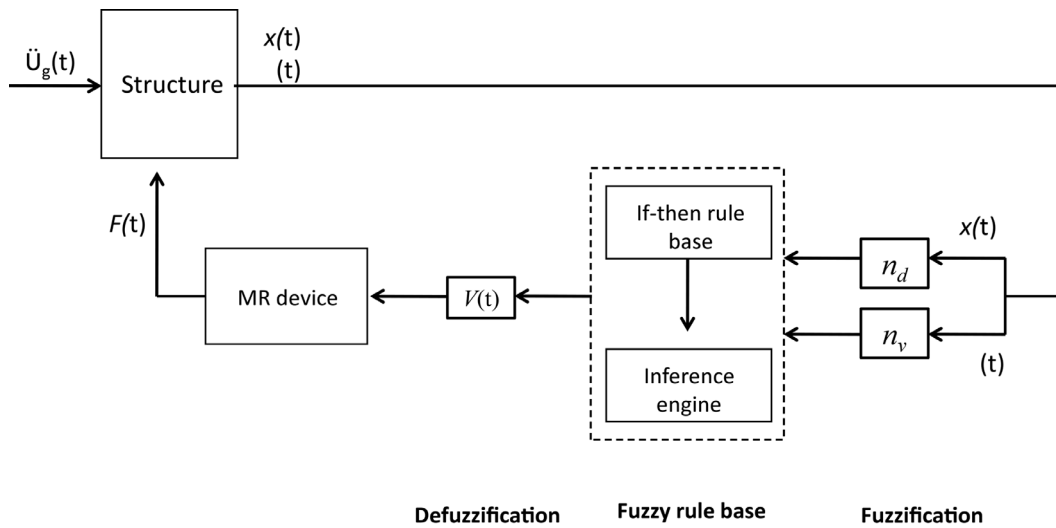 Ü_g(t)
Structure
x(t)
(t)
F(t)
MR device
V(t)
If-then rule
base
Inference
engine
n_d
n_v
x(t)
(t)
Defuzzification
Fuzzy rule base
Fuzzification